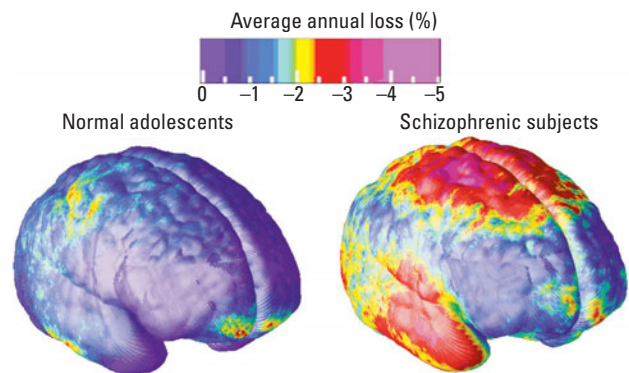 Average annual loss (%)
0 –1 –2 –3 –4 –5
Normal adolescents Schizophrenic subjects